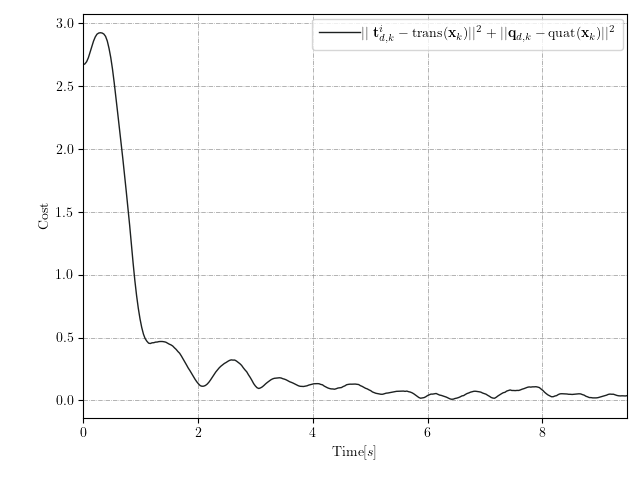 3.0
|| t^i_{d,k} − trans(x_k)||^2 + ||q_{d,k} − quat(x_k)||^2
2.5
2.0
1.5
1.0
0.5
0.0
Cost
0 2 4 6 8
Time[s]